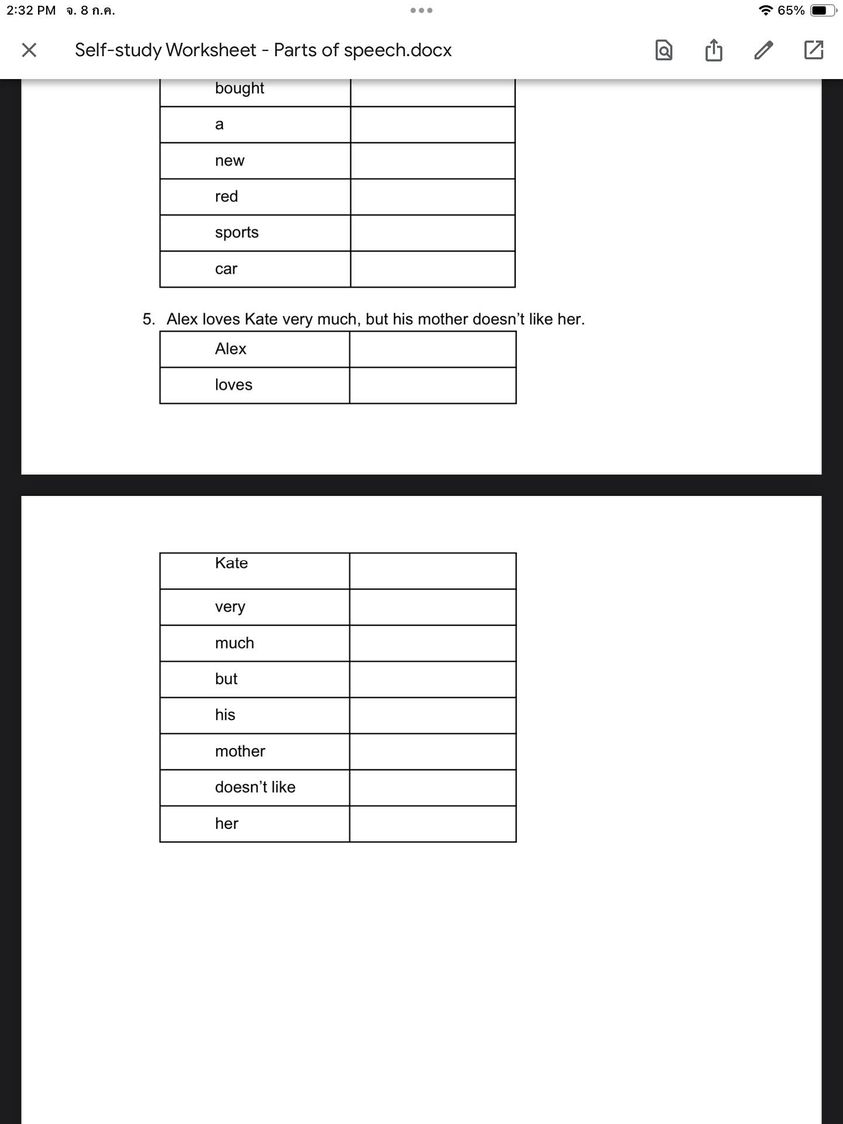 2:32 PM จ. 8 ก.ค.
65%
Self-study Worksheet - Parts of speech.docx
bought
a
new
red
sports
car
5. Alex loves Kate very much, but his mother doesn’t like her.
Alex
loves
Kate
very
much
but
his
mother
doesn’t like
her